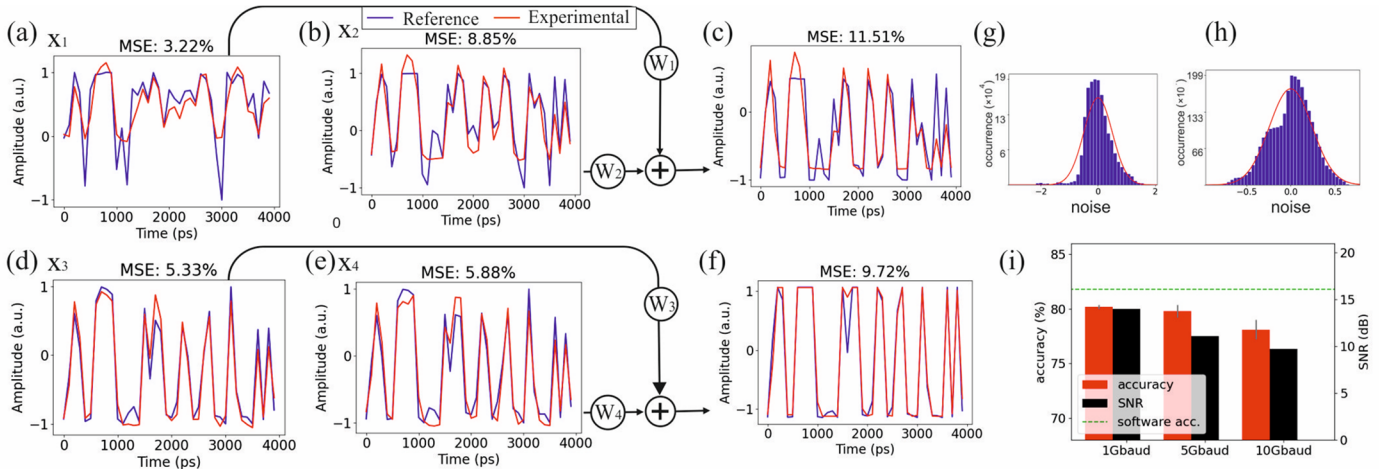 Reference
Experimental
(a) X1
MSE: 3.22%
Amplitude (a.u.)
1
0
−1
0 1000 2000 3000 4000
Time (ps)
(b) X2
MSE: 8.85%
Amplitude (a.u.)
1
0
−1
0 1000 2000 3000 4000
Time (ps)
0
W1
W2
+
(c)
MSE: 11.51%
Amplitude (a.u.)
0
−1
0 1000 2000 3000 4000
Time (ps)
(g)
occurrence (×10⁴)
19
13
6
−2 0 2
noise
(h)
occurrence (×10³)
199
166
133
99
66
−0.5 0.0 0.5
noise
(d) X3
MSE: 5.33%
Amplitude (a.u.)
1
0
−1
0 1000 2000 3000 4000
Time (ps)
(e) X4
MSE: 5.88%
Amplitude (a.u.)
1
0
−1
0 1000 2000 3000 4000
Time (ps)
W3
W4
+
(f)
MSE: 9.72%
Amplitude (a.u.)
1
0
−1
0 1000 2000 3000 4000
Time (ps)
(i)
accuracy (%)
85
80
75
70
accuracy
SNR
software acc.
1Gbaud 5Gbaud 10Gbaud
20
15
10
5
0
SNR (dB)